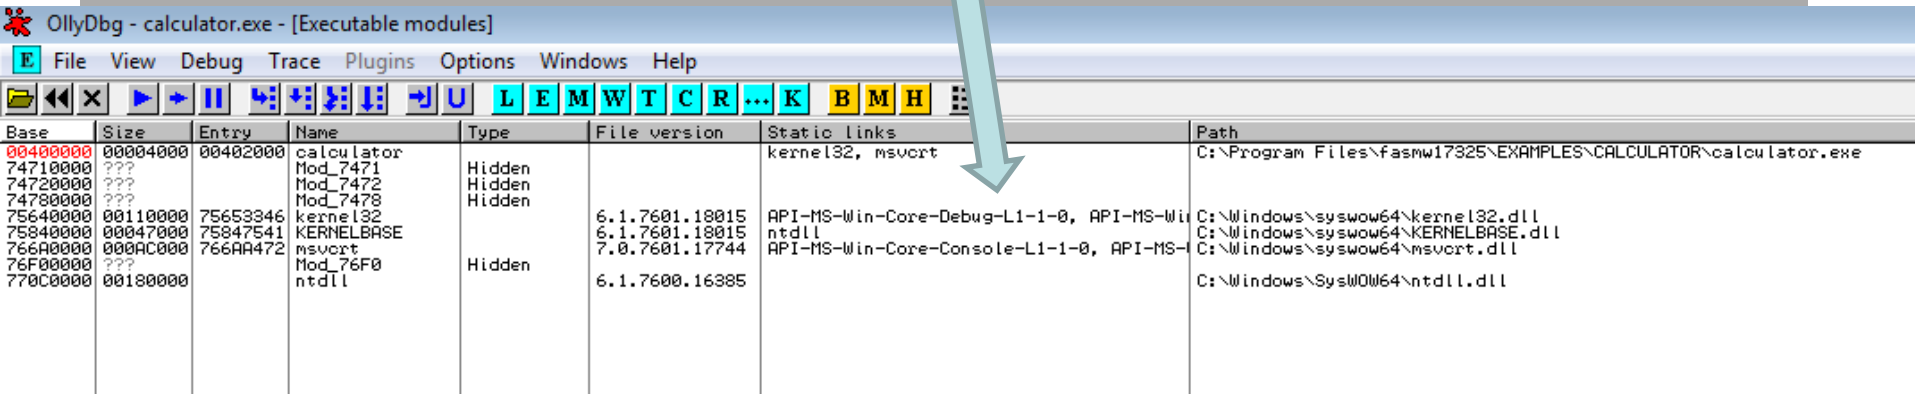 OllyDbg - calculator.exe - [Executable modules]
E File View Debug Trace Plugins Options Windows Help
L E M W T C R ... K B M H
Base Size Entry Name Type File version Static links Path
00400000 00004000 00402000 calculator kernel32, msvcrt C:\Program Files\fasmw17325\EXAMPLES\CALCULATOR\calculator.exe
74710000 ??? Mod_7471 Hidden
74720000 ??? Mod_7472 Hidden
74780000 ??? Mod_7478 Hidden
75640000 00110000 75653346 kernel32 6.1.7601.18015 API-MS-Win-Core-Debug-L1-1-0, API-MS-Wi C:\Windows\syswow64\kernel32.dll
75840000 00047000 75847541 KERNELBASE 6.1.7601.18015 ntdll C:\Windows\syswow64\KERNELBASE.dll
766A0000 000AC000 766AA472 msvcrt 7.0.7601.17744 API-MS-Win-Core-Console-L1-1-0, API-MS- C:\Windows\syswow64\msvcrt.dll
76F00000 ??? Mod_76F0 Hidden
770C0000 00180000 ntdll 6.1.7600.16385 C:\Windows\SysWOW64\ntdll.dll